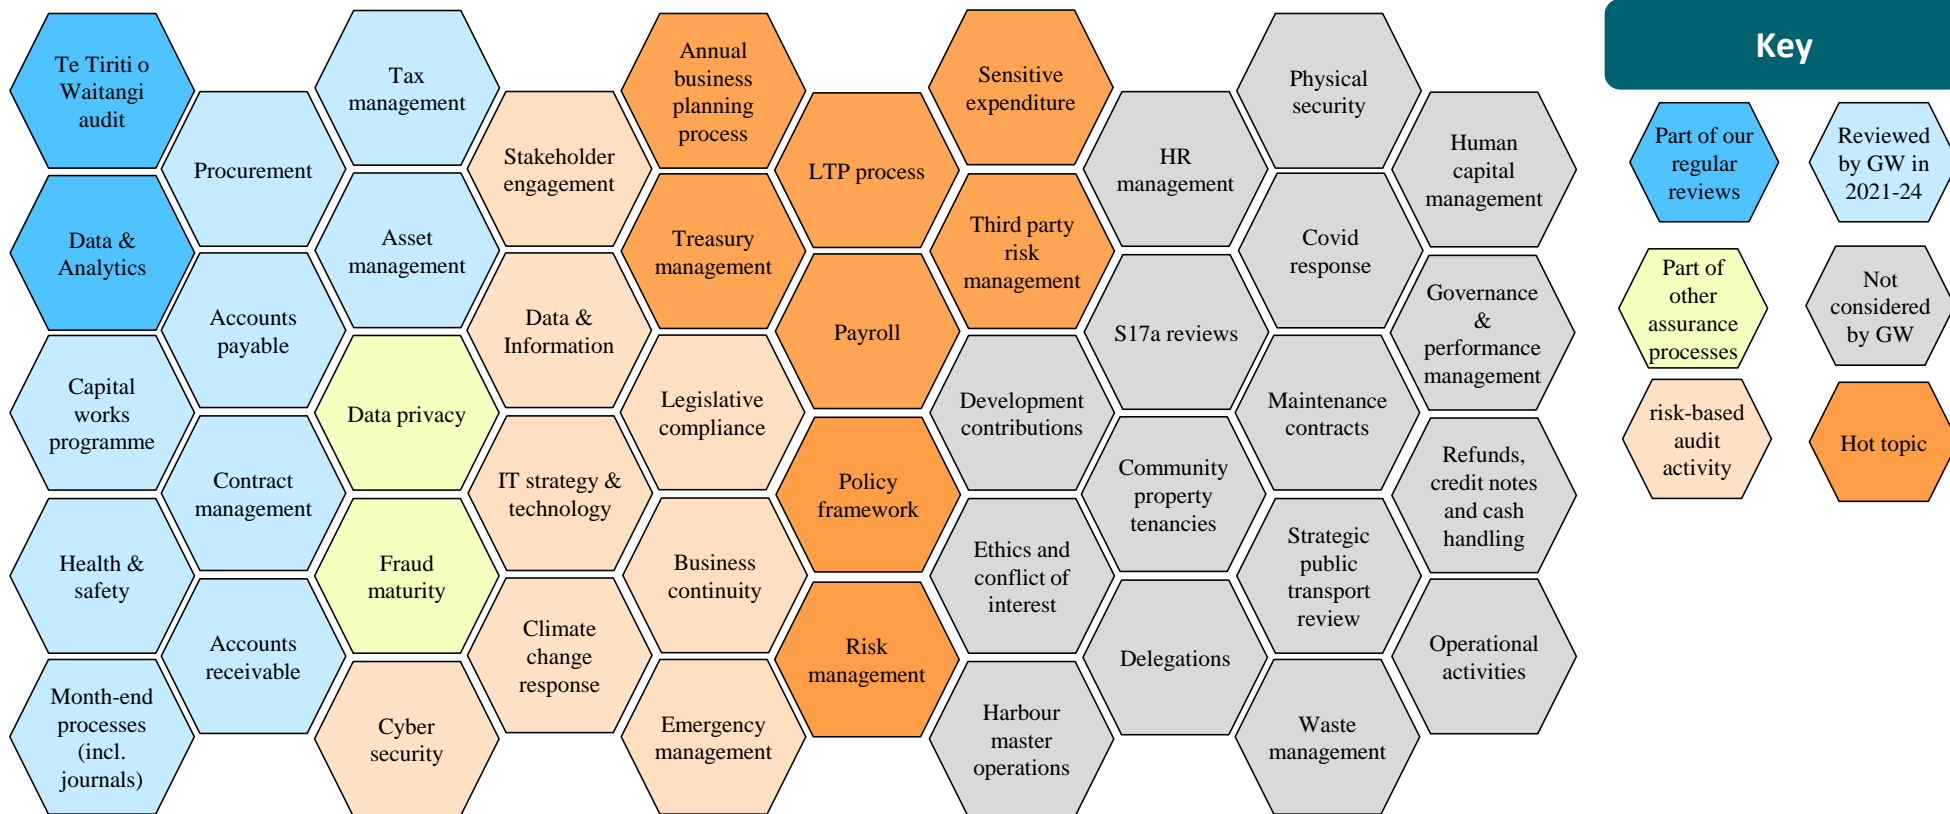 Te Tiriti o
Waitangi
audit
Data &
Analytics
Capital
works
programme
Health &
safety
Month-end
processes
(incl.
journals)
Procurement
Accounts
payable
Contract
management
Accounts
receivable
Tax
management
Asset
management
Data privacy
Fraud
maturity
Cyber
security
Stakeholder
engagement
Data &
Information
IT strategy &
technology
Climate
change
response
Annual
business
planning
process
Treasury
management
Legislative
compliance
Business
continuity
Emergency
management
LTP process
Payroll
Policy
framework
Risk
management
Sensitive
expenditure
Third party
risk
management
Development
contributions
Ethics and
conflict of
interest
Harbour
master
operations
HR
management
S17a reviews
Community
property
tenancies
Delegations
Physical
security
Covid
response
Maintenance
contracts
Strategic
public
transport
review
Waste
management
Human
capital
management
Governance
&
performance
management
Refunds,
credit notes
and cash
handling
Operational
activities
Key
Part of our
regular
reviews
Reviewed
by GW in
2021-24
Part of
other
assurance
processes
Not
considered
by GW
risk-based
audit
activity
Hot topic